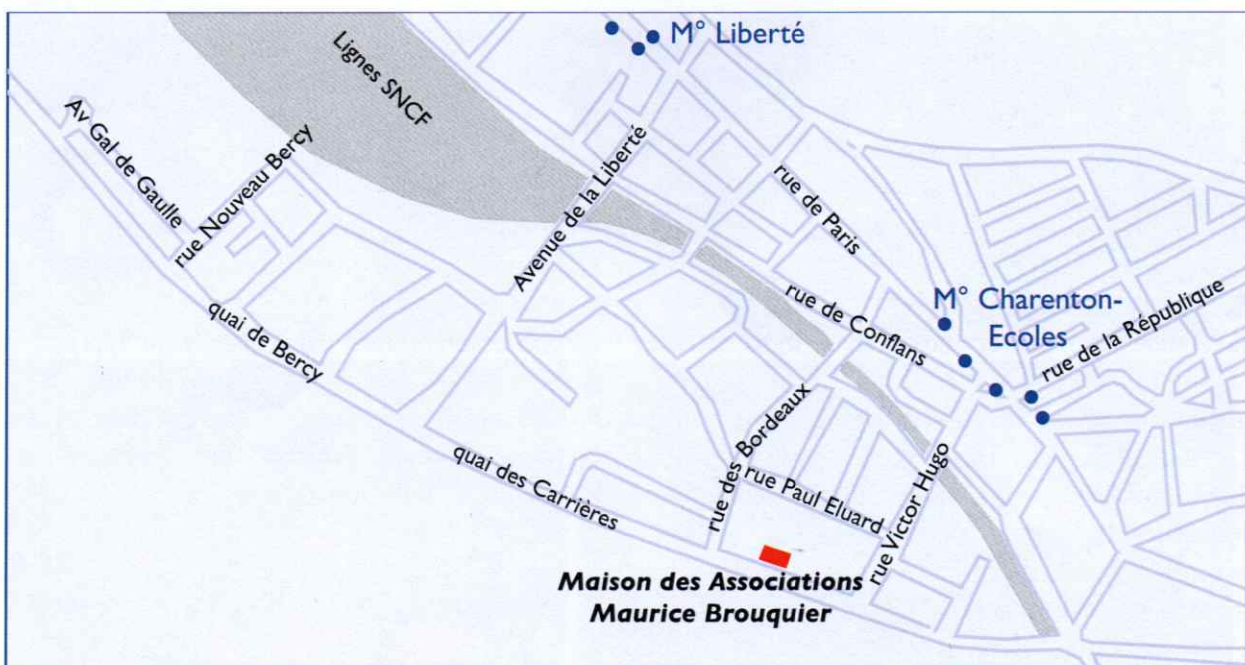 M° Liberté
Lignes SNCF
Av Gal de Gaulle
rue Nouveau Bercy
Avenue de la Liberté
rue de Paris
M° Charenton-
Ecoles
rue de la République
rue de Conflans
quai de Bercy
quai des Carrières
rue des Bordeaux
rue Paul Eluard
rue Victor Hugo
Maison des Associations
Maurice Brouquier